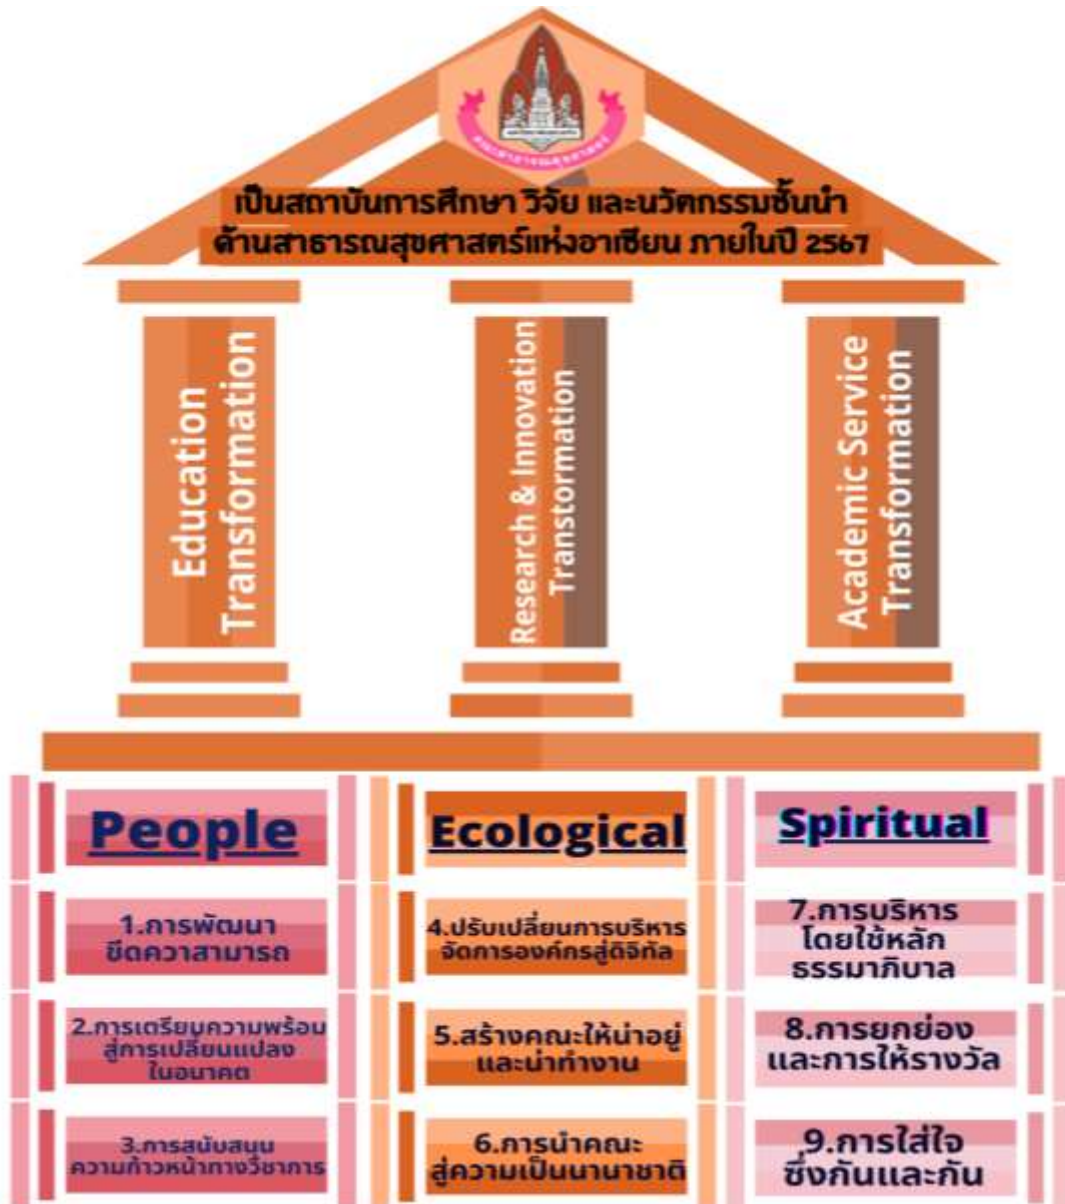 เป็นสถาบันการศึกษา วิจัย และนวัตกรรมชั้นนำ
ด้านสาธารณสุขศาสตร์แห่งอาเซียน ภายในปี 2567
Education
Transformation
Research & Innovation
Transtormation
Academic Service
Transformation
People
1.การพัฒนา
ขีดควาสามารถ
2.การเตรียมความพร้อม
สู่การเปลี่ยนแปลง
ในอนาคต
3.การสนับสนุน
ความก้าวหน้าทางวิชาการ
Ecological
4.ปรับเปลี่ยนการบริหาร
จัดการองค์กรสู่ดิจิทัล
5.สร้างคณะให้น่าอยู่
และน่าทำงาน
6.การนำคณะ
สู่ความเป็นนานาชาติ
Spiritual
7.การบริหาร
โดยใช้หลัก
ธรรมาภิบาล
8.การยกย่อง
และการให้รางวัล
9.การใส่ใจ
ซึ่งกันและกัน